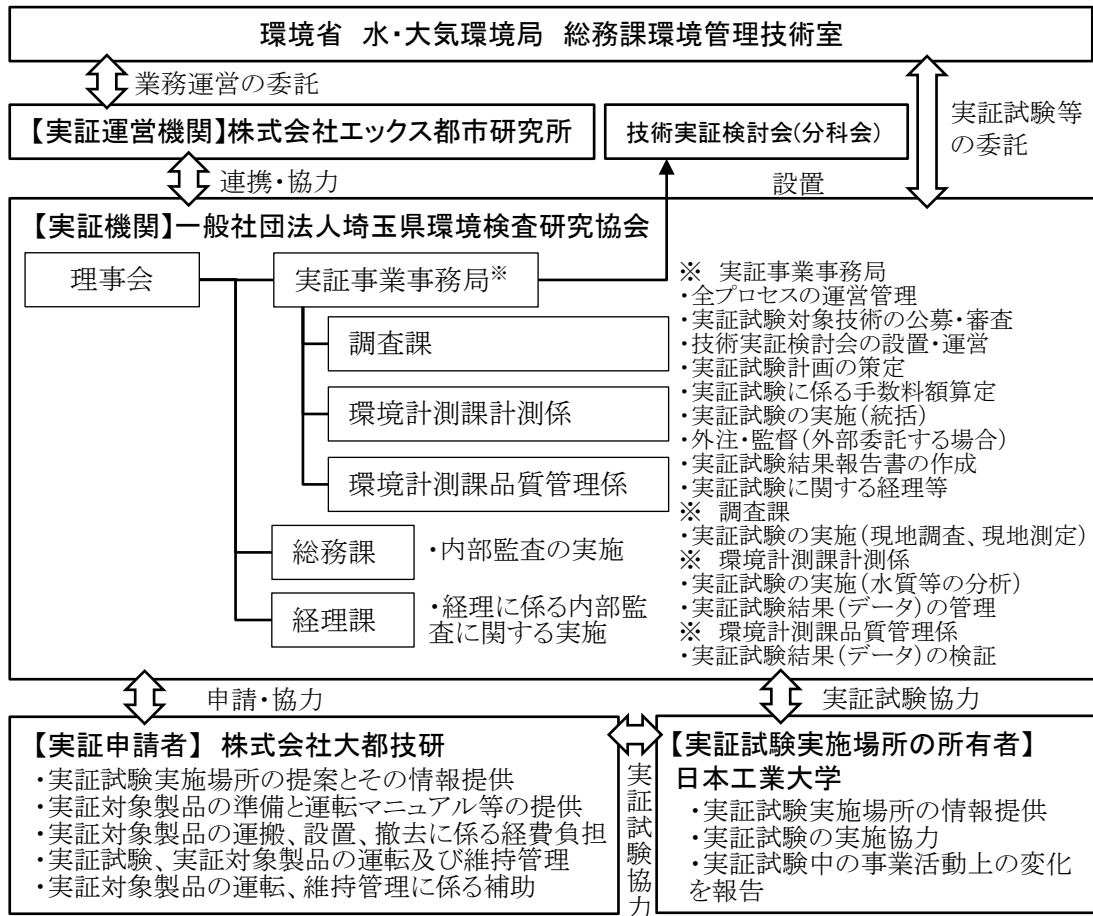 環境省 水・大気環境局 総務課環境管理技術室
業務運営の委託
実証試験等
の委託
【実証運営機関】株式会社エックス都市研究所
技術実証検討会(分科会)
連携・協力
設置
【実証機関】一般社団法人埼玉県環境検査研究協会
理事会
実証事業事務局※
調査課
環境計測課計測係
環境計測課品質管理係
総務課
・内部監査の実施
経理課
・経理に係る内部監
査に関する実施
※ 実証事業事務局
・全プロセスの運営管理
・実証試験対象技術の公募・審査
・技術実証検討会の設置・運営
・実証試験計画の策定
・実証試験に係る手数料額算定
・実証試験の実施(統括)
・外注・監督(外部委託する場合)
・実証試験結果報告書の作成
・実証試験に関する経理等
※ 調査課
・実証試験の実施(現地調査、現地測定)
※ 環境計測課計測係
・実証試験の実施(水質等の分析)
・実証試験結果(データ)の管理
※ 環境計測課品質管理係
・実証試験結果(データ)の検証
申請・協力
実証試験協力
【実証申請者】 株式会社大都技研
・実証試験実施場所の提案とその情報提供
・実証対象製品の準備と運転マニュアル等の提供
・実証対象製品の運搬、設置、撤去に係る経費負担
・実証試験、実証対象製品の運転及び維持管理
・実証対象製品の運転、維持管理に係る補助
実証試験協力
【実証試験実施場所の所有者】
日本工業大学
・実証試験実施場所の情報提供
・実証試験の実施協力
・実証試験中の事業活動上の変化
を報告